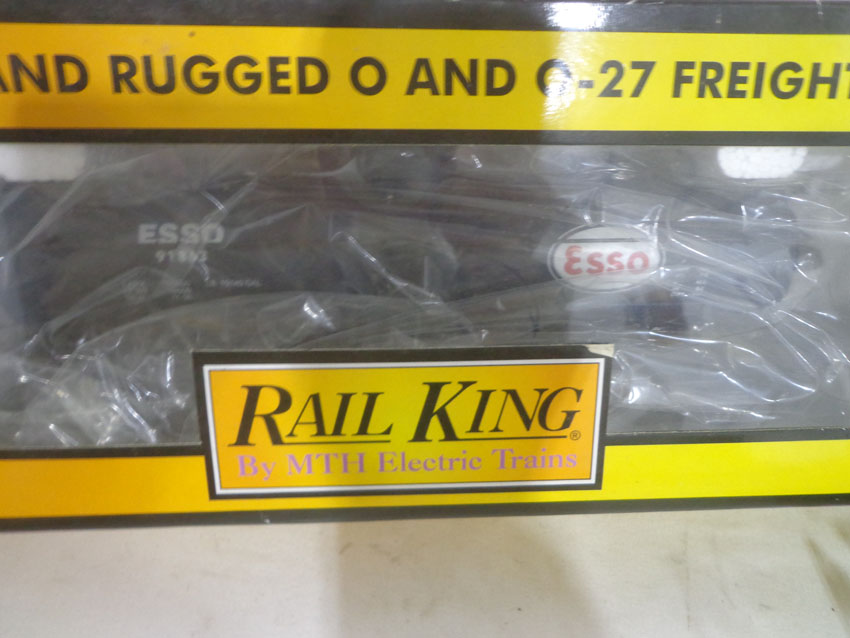 AND RUGGED O AND O-27 FREIGHT
ESSO
Esso
RAIL KING®
By MTH Electric Trains